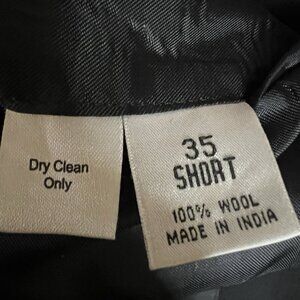 Dry Clean
Only
35
SHORT
100% WOOL
MADE IN INDIA